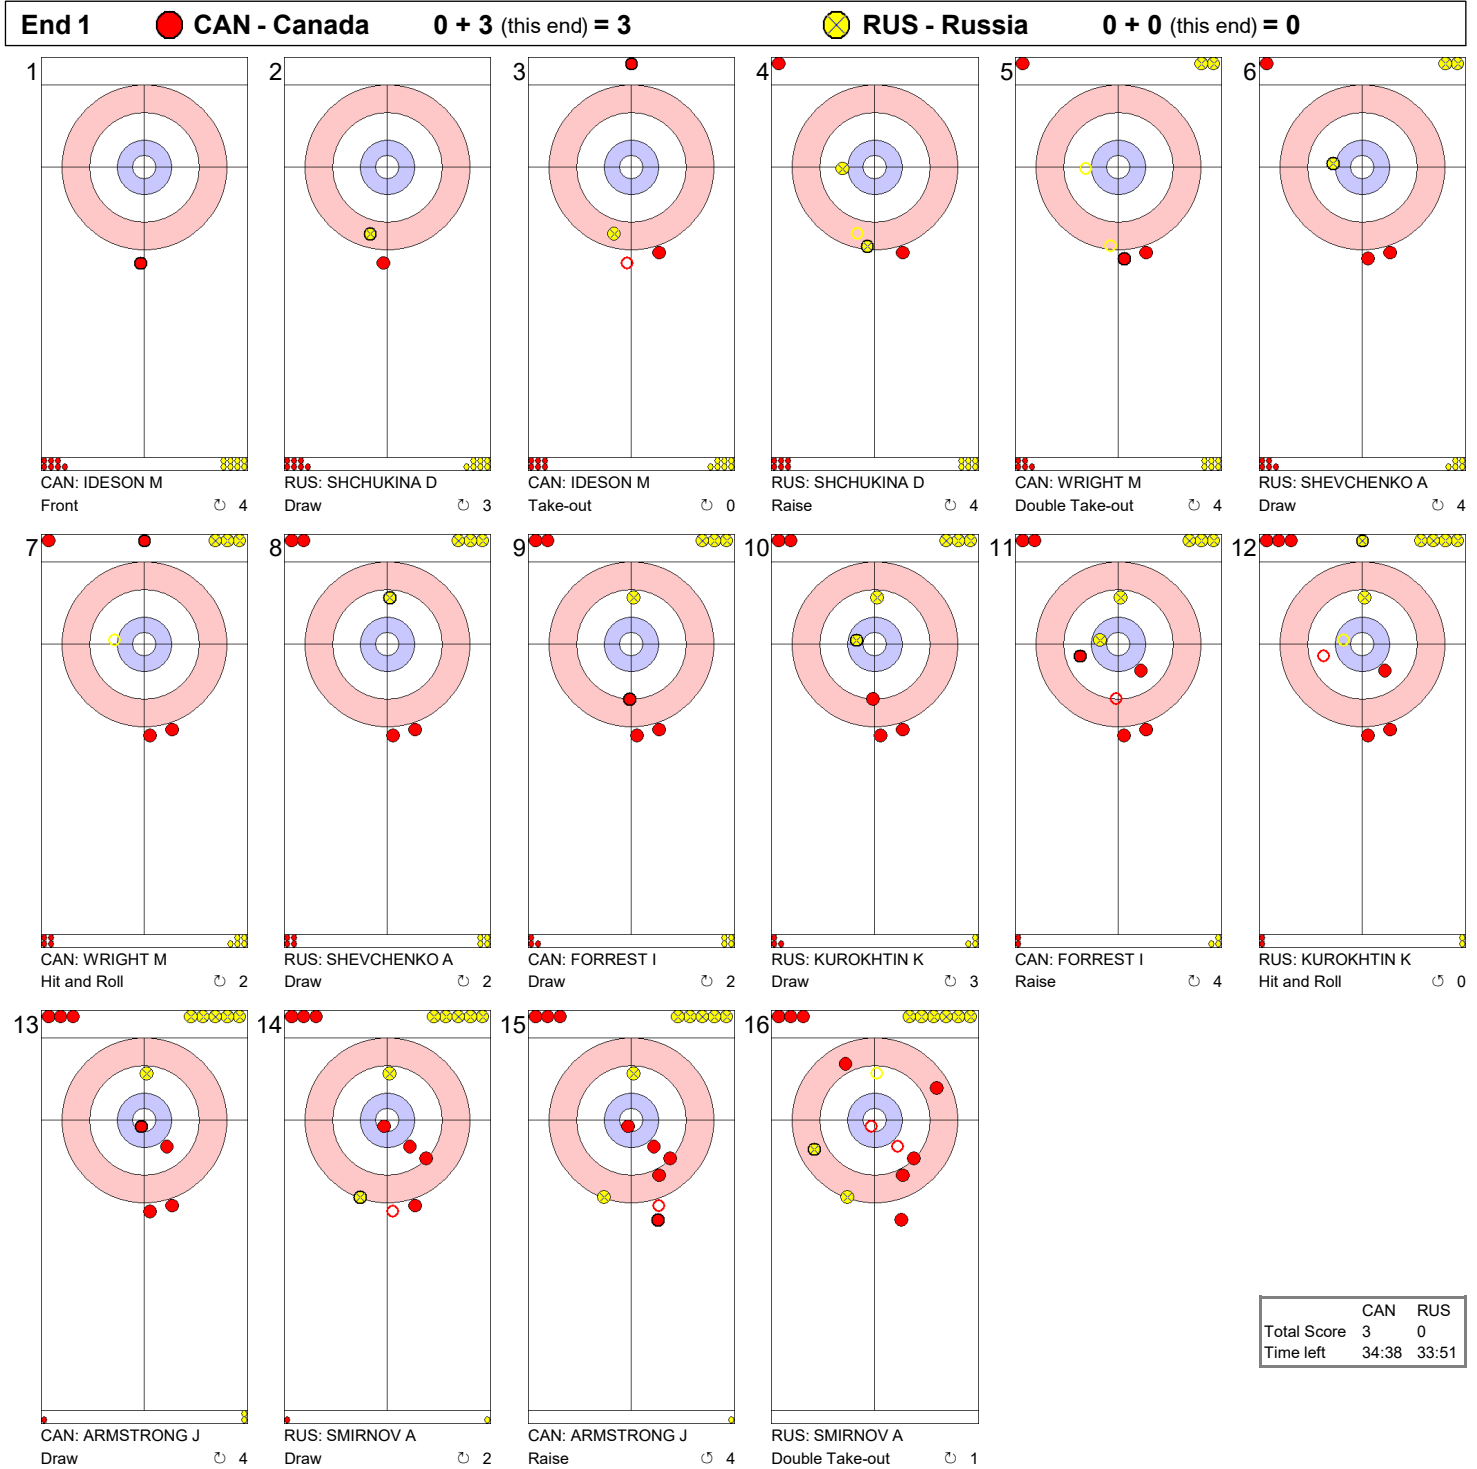 End 1 CAN - Canada 0 + 3 (this end) = 3 RUS - Russia 0 + 0 (this end) = 0
1 2 3 4 5 6
CAN: IDESON M RUS: SHCHUKINA D CAN: IDESON M RUS: SHCHUKINA D CAN: WRIGHT M RUS: SHEVCHENKO A
Front ↻ 4 Draw ↻ 3 Take-out ↻ 0 Raise ↻ 4 Double Take-out ↻ 4 Draw ↻ 4
7 8 9 10 11 12
CAN: WRIGHT M RUS: SHEVCHENKO A CAN: FORREST I RUS: KUROKHTIN K CAN: FORREST I RUS: KUROKHTIN K
Hit and Roll ↻ 2 Draw ↻ 2 Draw ↻ 2 Draw ↻ 3 Raise ↻ 4 Hit and Roll ↺ 0
13 14 15 16
CAN RUS
Total Score 3 0
Time left 34:38 33:51
CAN: ARMSTRONG J RUS: SMIRNOV A CAN: ARMSTRONG J RUS: SMIRNOV A
Draw ↻ 4 Draw ↻ 2 Raise ↻ 4 Double Take-out ↻ 1